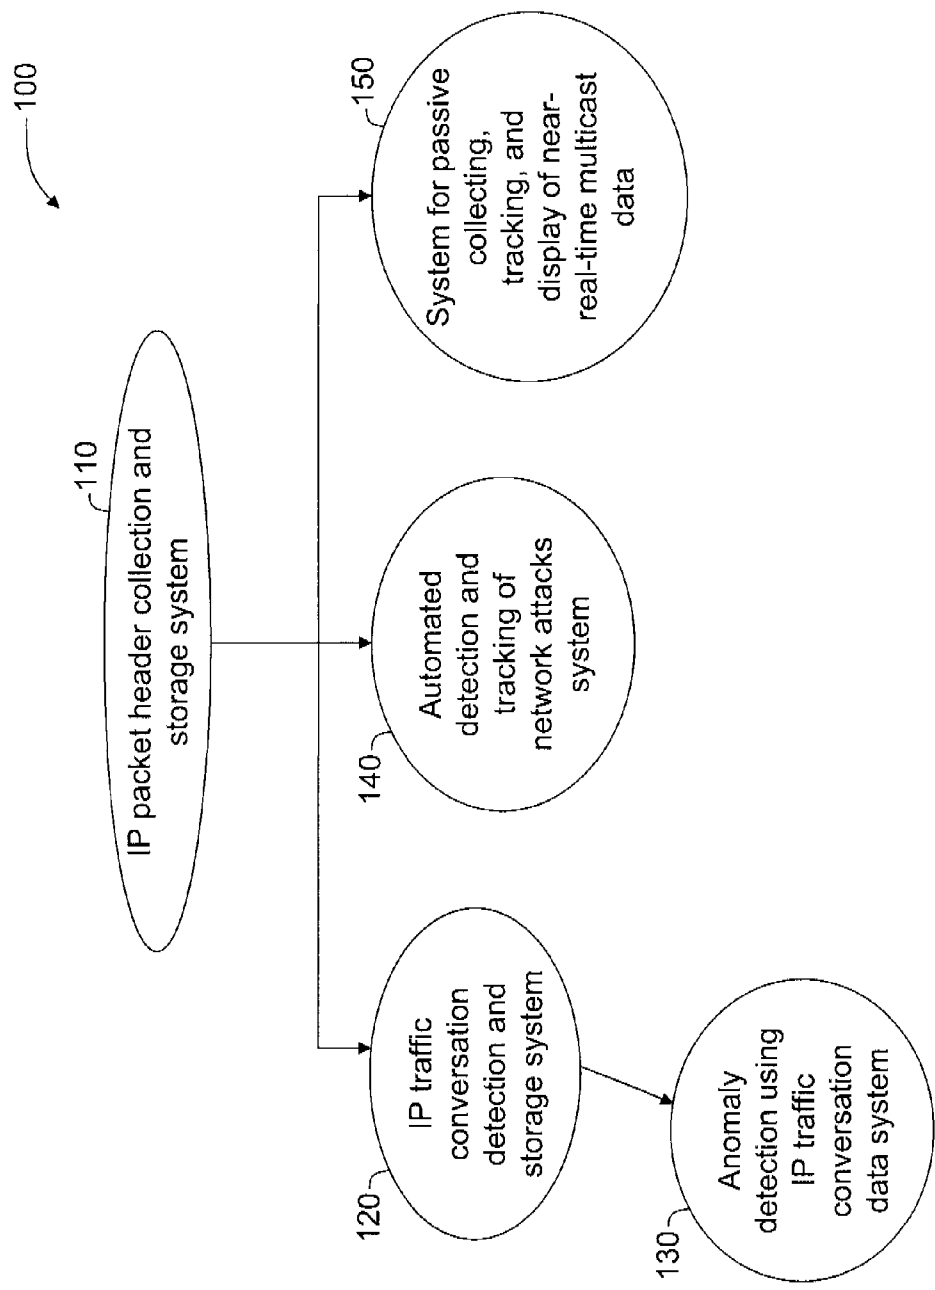 100
110
IP packet header collection and
storage system
120
IP traffic
conversation
detection and
storage system
140
Automated
detection and
tracking of
network attacks
system
150
System for passive
collecting,
tracking, and
display of near-
real-time multicast
data
130
Anomaly
detection using
IP traffic
conversation
data system